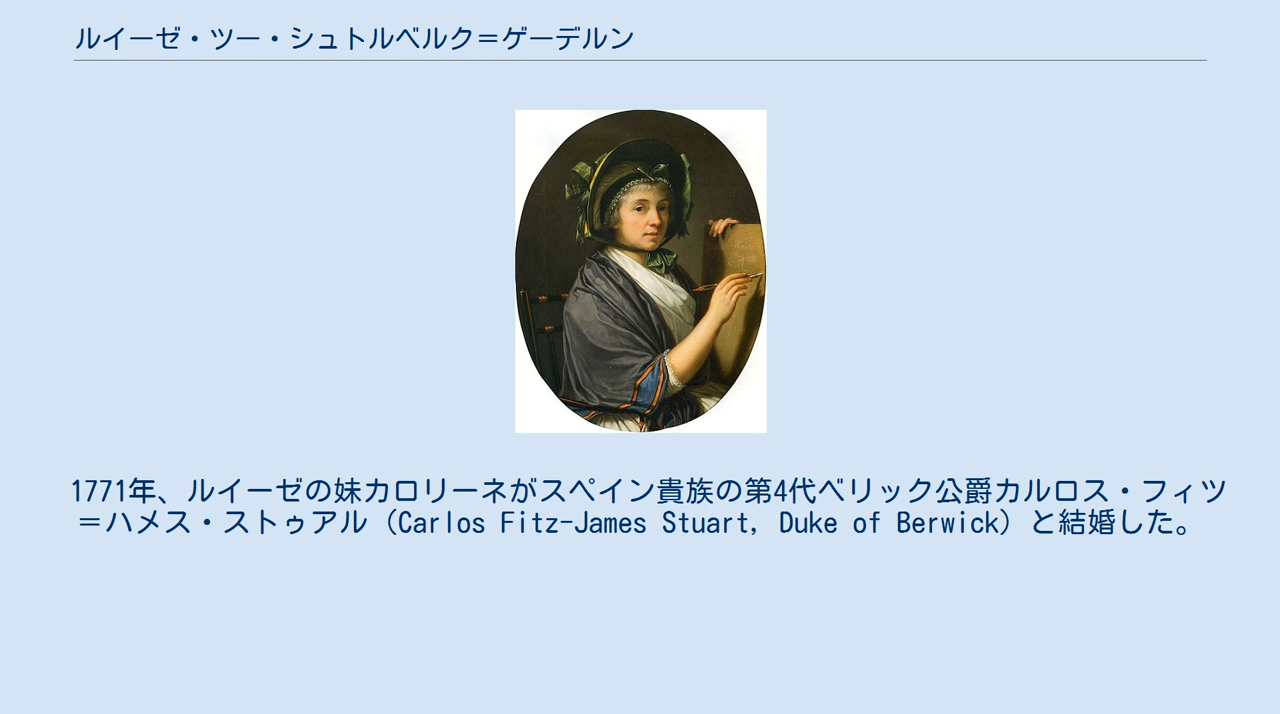 ルイーゼ・ツー・シュトルベルク＝ゲーデルン
1771年、ルイーゼの妹カロリーネがスペイン貴族の第4代ベリック公爵カルロス・フィツ
＝ハメス・ストゥアル（Carlos Fitz-James Stuart, Duke of Berwick）と結婚した。